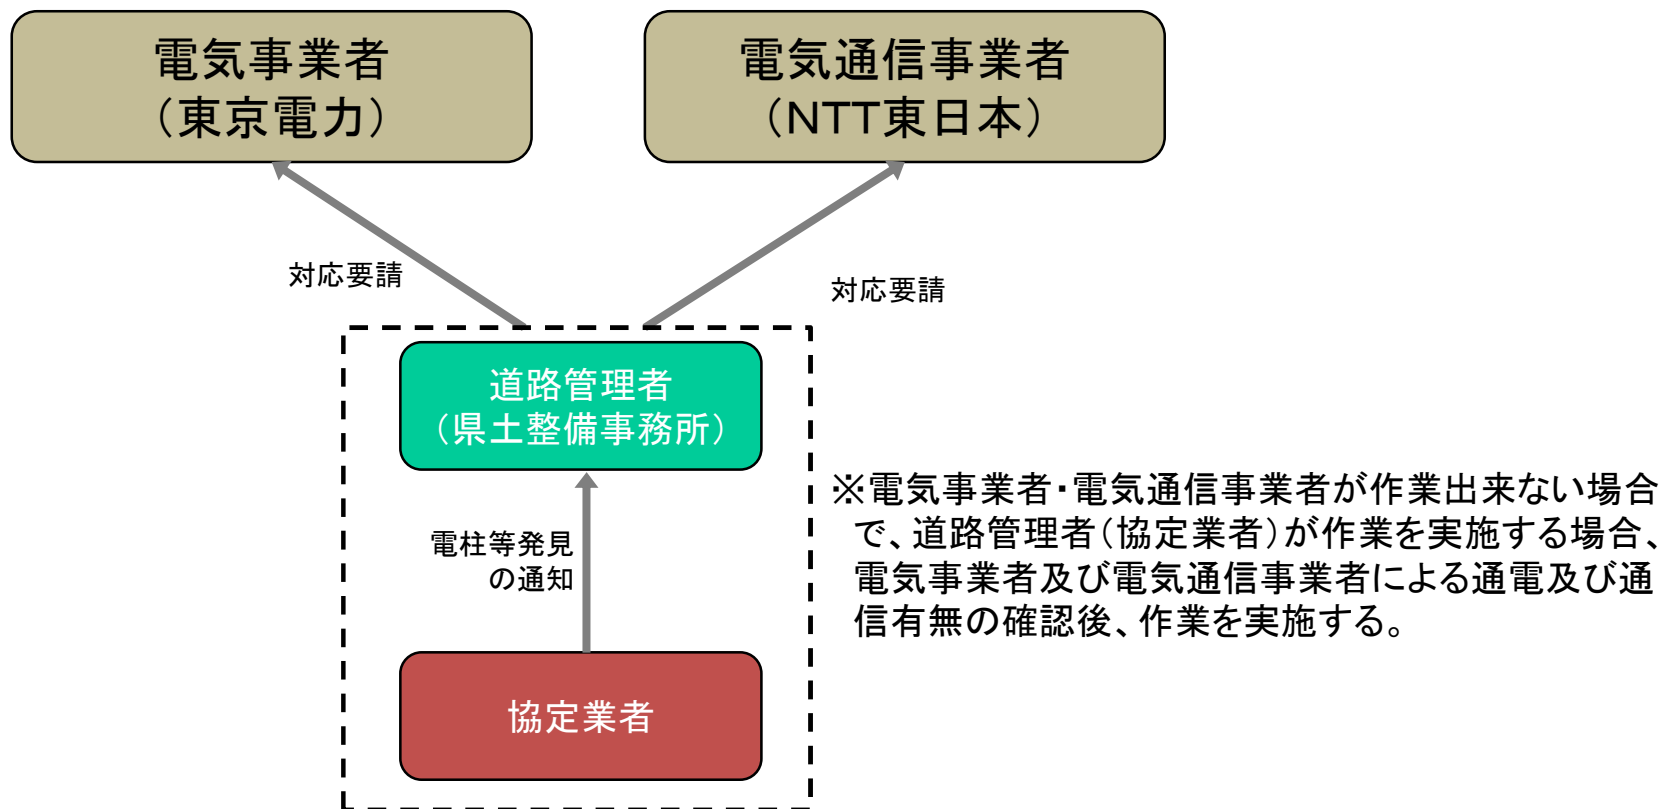 電気事業者
（東京電力）
電気通信事業者
（NTT東日本）
対応要請
対応要請
道路管理者
（県土整備事務所）
電柱等発見
の通知
協定業者
※電気事業者・電気通信事業者が作業出来ない場合
で、道路管理者（協定業者）が作業を実施する場合、
電気事業者及び電気通信事業者による通電及び通
信有無の確認後、作業を実施する。